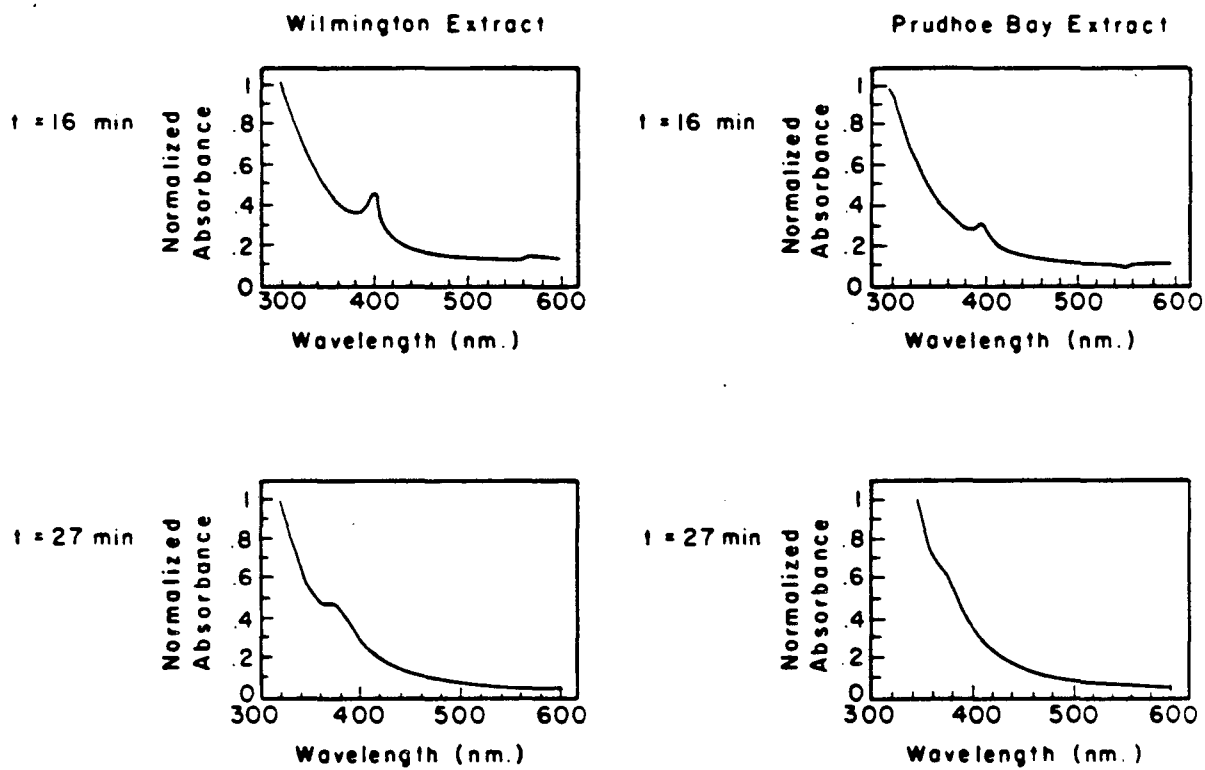 Wilmington Extract
Prudhoe Bay Extract
t = 16 min
Normalized
Absorbance
1
.8
.6
.4
.2
0
300 400 500 600
Wavelength (nm.)
t = 16 min
Normalized
Absorbance
1
.8
.6
.4
.2
0
300 400 500 600
Wavelength (nm.)
t = 27 min
Normalized
Absorbance
1
.8
.6
.4
.2
0
300 400 500 600
Wavelength (nm.)
t = 27 min
Normalized
Absorbance
1
.8
.6
.4
.2
0
300 400 500 600
Wavelength (nm.)